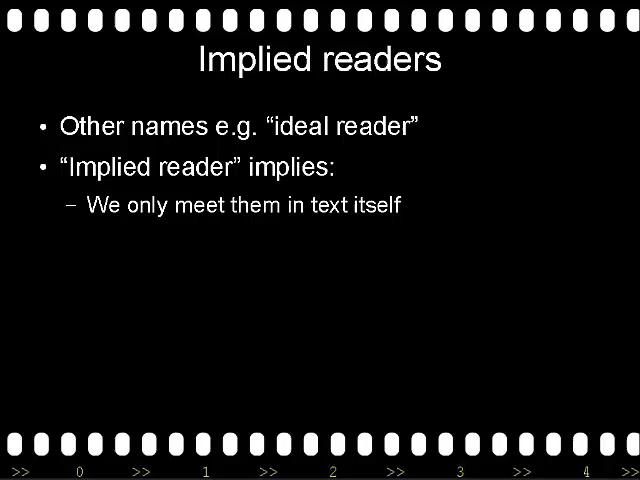 Implied readers
• Other names e.g. “ideal reader”
• “Implied reader” implies:
– We only meet them in text itself
>> 0 >> 1 >> 2 >> 3 >> 4 >>